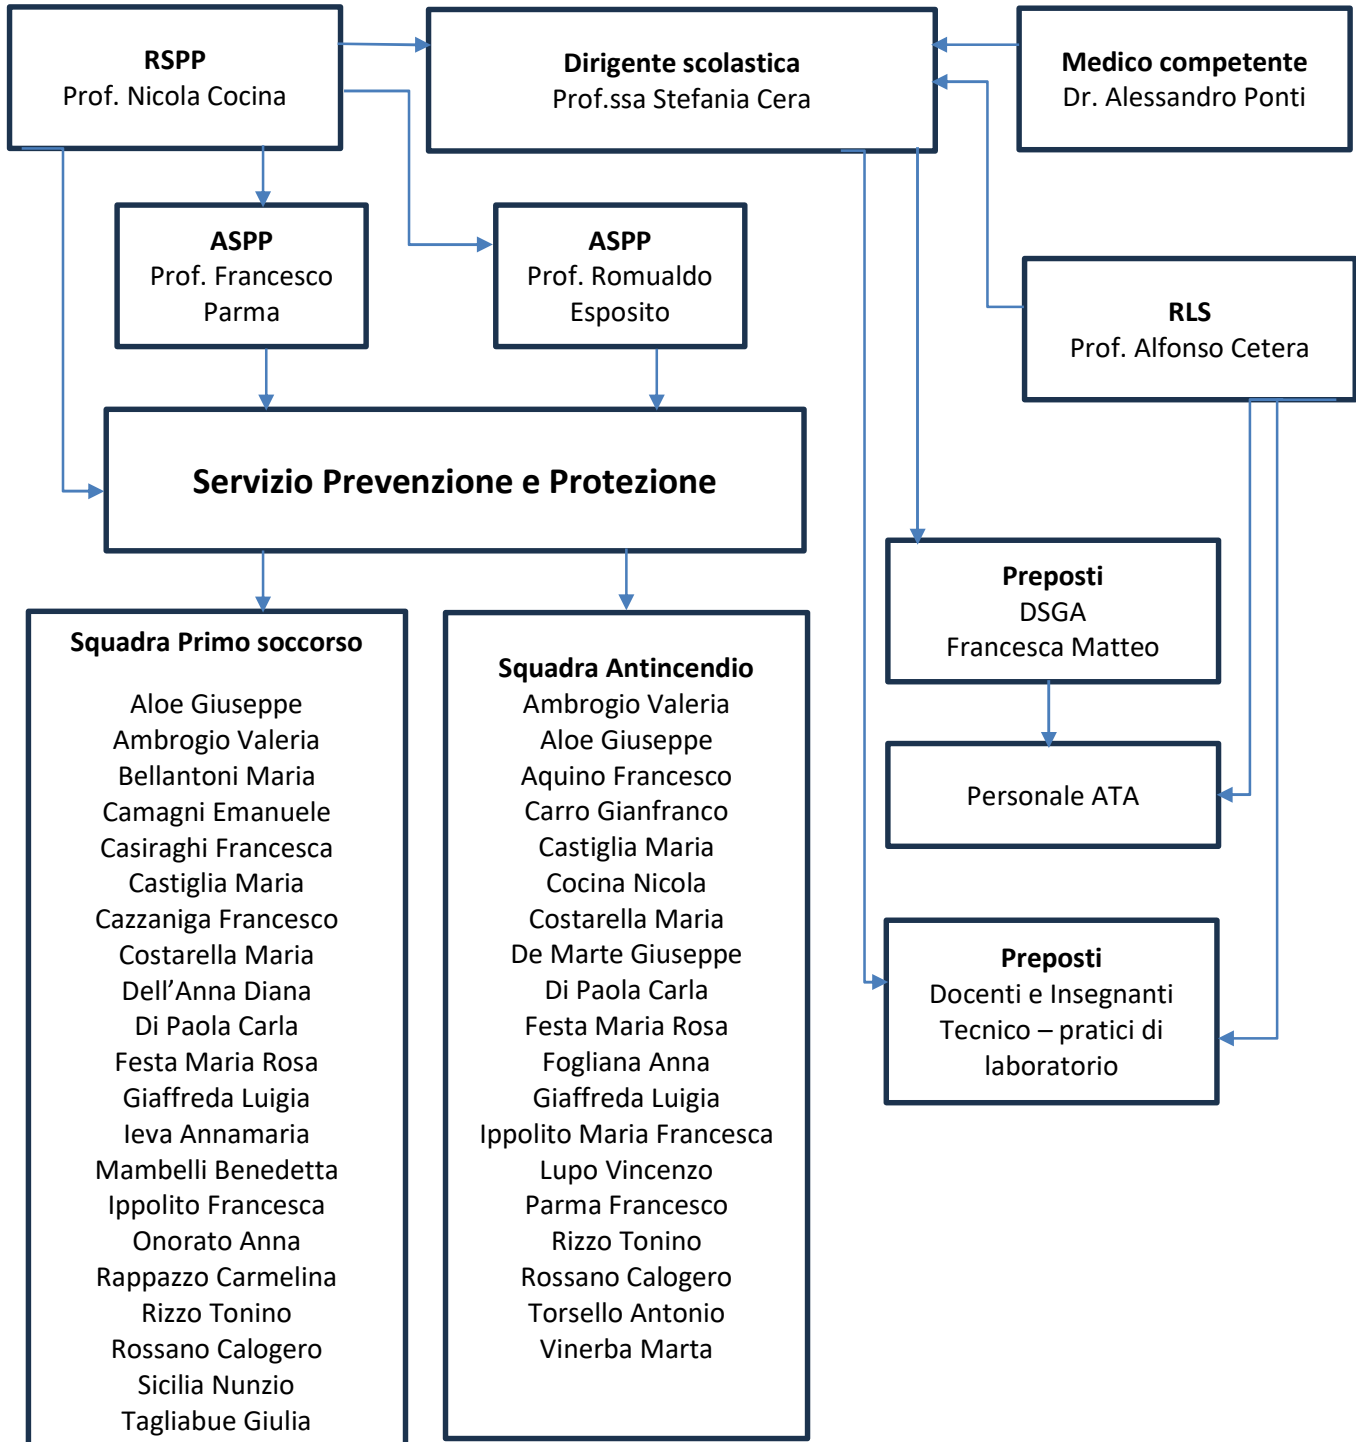 RSPP
Prof. Nicola Cocina
Dirigente scolastica
Prof.ssa Stefania Cera
Medico competente
Dr. Alessandro Ponti
ASPP
Prof. Francesco
Parma
ASPP
Prof. Romualdo
Esposito
RLS
Prof. Alfonso Cetera
Servizio Prevenzione e Protezione
Preposti
DSGA
Francesca Matteo
Personale ATA
Preposti
Docenti e Insegnanti
Tecnico – pratici di
laboratorio
Squadra Primo soccorso
Aloe Giuseppe
Ambrogio Valeria
Bellantoni Maria
Camagni Emanuele
Casiraghi Francesca
Castiglia Maria
Cazzaniga Francesco
Costarella Maria
Dell’Anna Diana
Di Paola Carla
Festa Maria Rosa
Giaffreda Luigia
Ieva Annamaria
Mambelli Benedetta
Ippolito Francesca
Onorato Anna
Rappazzo Carmelina
Rizzo Tonino
Rossano Calogero
Sicilia Nunzio
Tagliabue Giulia
Squadra Antincendio
Ambrogio Valeria
Aloe Giuseppe
Aquino Francesco
Carro Gianfranco
Castiglia Maria
Cocina Nicola
Costarella Maria
De Marte Giuseppe
Di Paola Carla
Festa Maria Rosa
Fogliana Anna
Giaffreda Luigia
Ippolito Maria Francesca
Lupo Vincenzo
Parma Francesco
Rizzo Tonino
Rossano Calogero
Torsello Antonio
Vinerba Marta